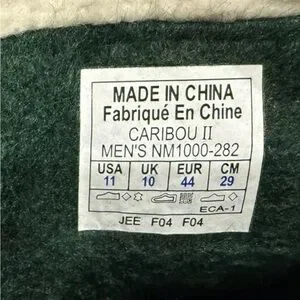 MADE IN CHINA
Fabriqué En Chine
CARIBOU II
MEN'S NM1000-282
USA UK EUR CM
11 10 44 29
ECA-1
JEE F04 F04